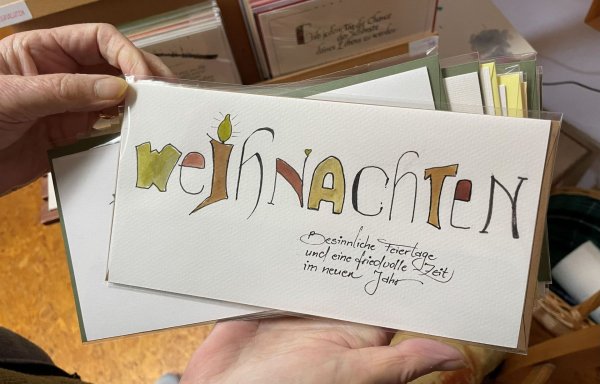 Weihnachten
Besinnliche Feiertage
und eine friedvolle Zeit
im neuen Jahr